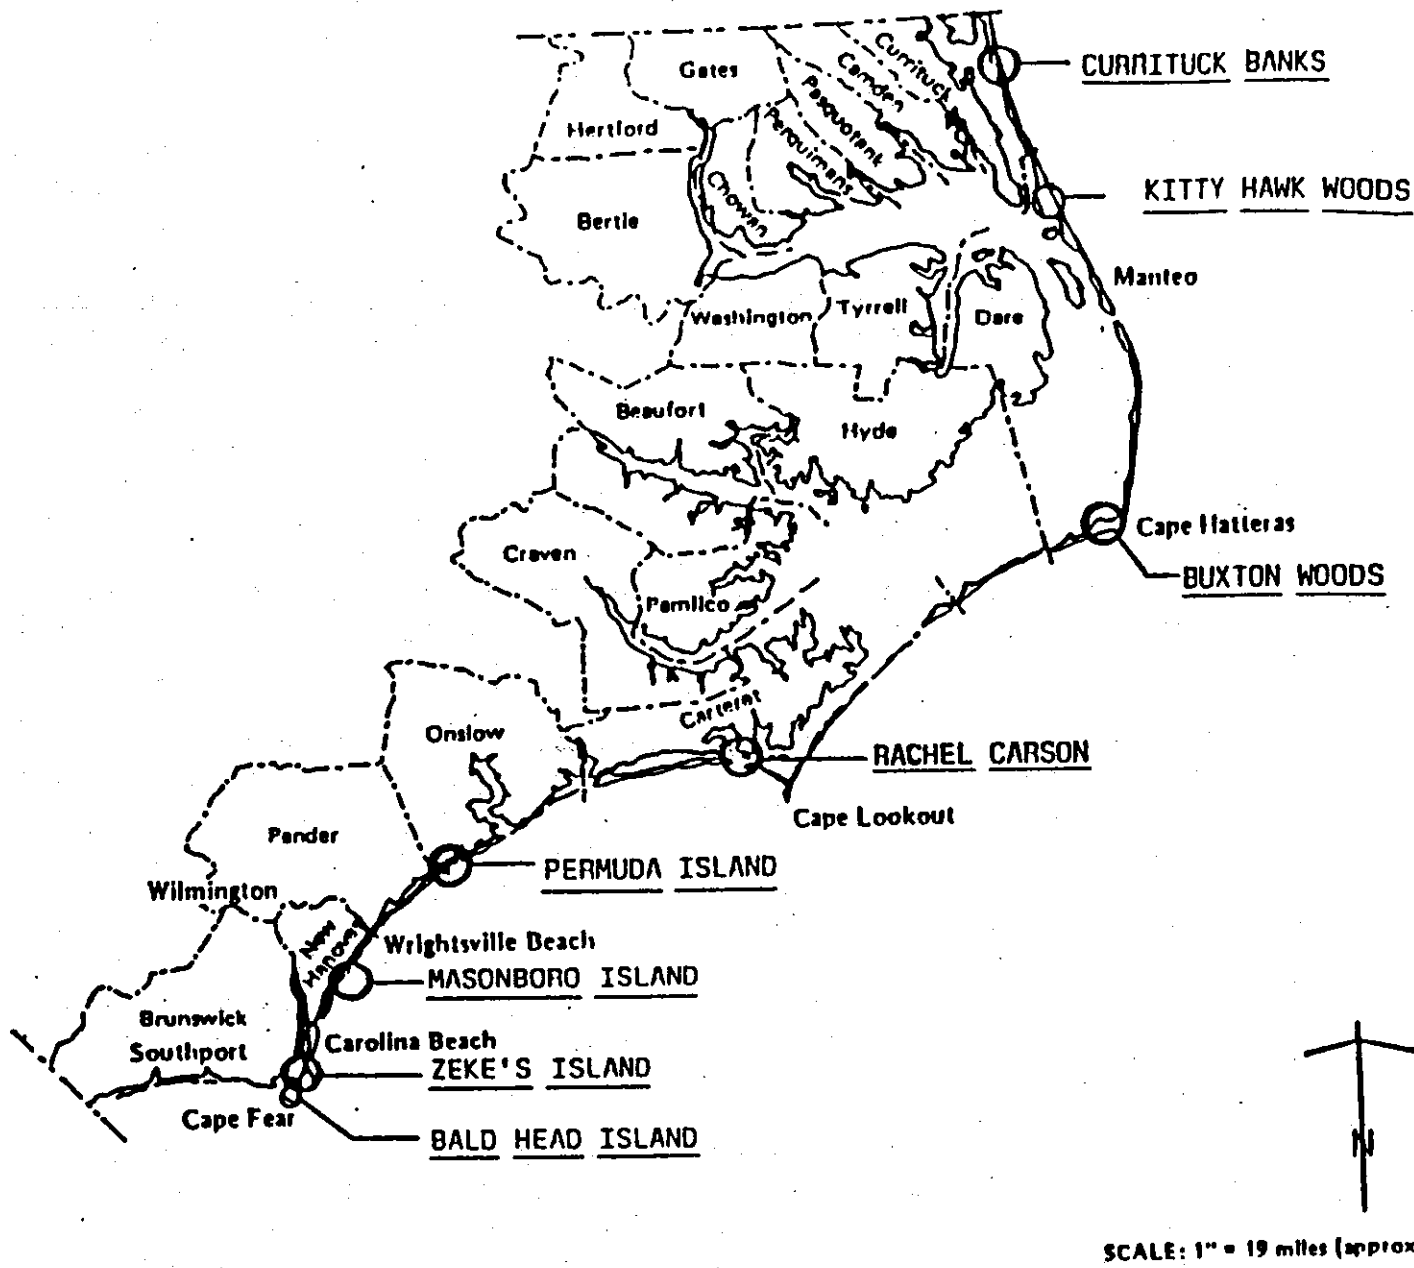 Gates
Currituck
Camden
Pasquotank
Perquimans
CURRITUCK BANKS
Hertford
Chowan
KITTY HAWK WOODS
Bertie
Manteo
Washington
Tyrrell
Dare
Beaufort
Hyde
Cape Hatteras
Craven
BUXTON WOODS
Pamlico
Carteret
Onslow
RACHEL CARSON
Cape Lookout
Pender
PERMUDA ISLAND
Wilmington
New
Hanover
Wrightsville Beach
MASONBORO ISLAND
Brunswick
Southport
Carolina Beach
ZEKE'S ISLAND
Cape Fear
BALD HEAD ISLAND
N
SCALE: 1" = 19 miles (approx